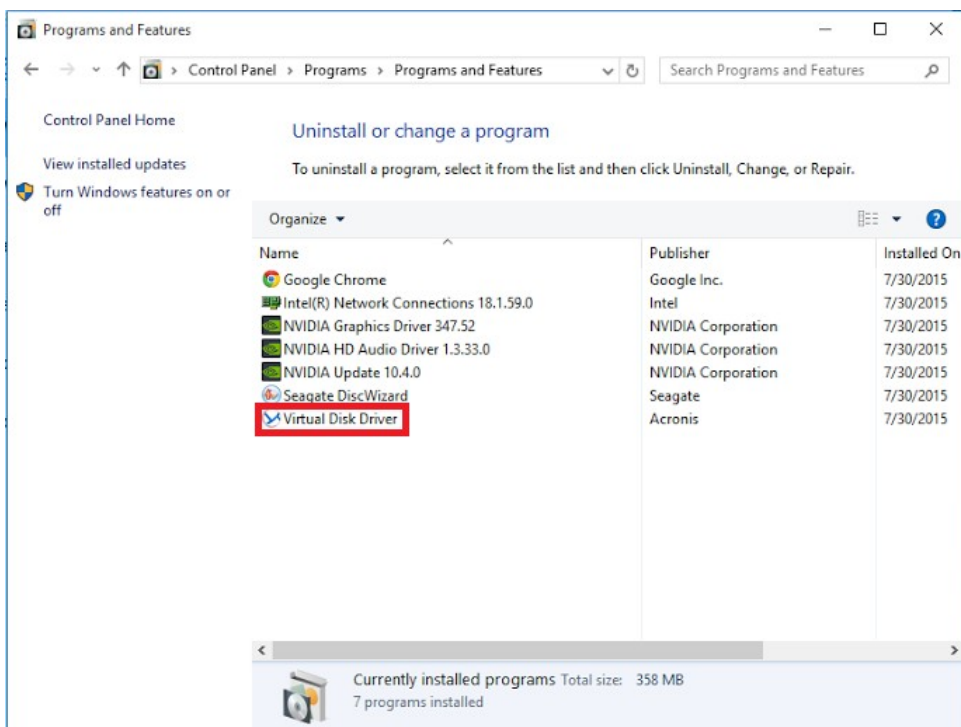 Programs and Features
Control Panel > Programs > Programs and Features
Search Programs and Features
Control Panel Home
View installed updates
Turn Windows features on or
off
Uninstall or change a program
To uninstall a program, select it from the list and then click Uninstall, Change, or Repair.
Organize
Name Publisher Installed On
Google Chrome Google Inc. 7/30/2015
Intel(R) Network Connections 18.1.59.0 Intel 7/30/2015
NVIDIA Graphics Driver 347.52 NVIDIA Corporation 7/30/2015
NVIDIA HD Audio Driver 1.3.33.0 NVIDIA Corporation 7/30/2015
NVIDIA Update 10.4.0 NVIDIA Corporation 7/30/2015
Seagate DiscWizard Seagate 7/30/2015
Virtual Disk Driver Acronis 7/30/2015
Currently installed programs Total size: 358 MB
7 programs installed